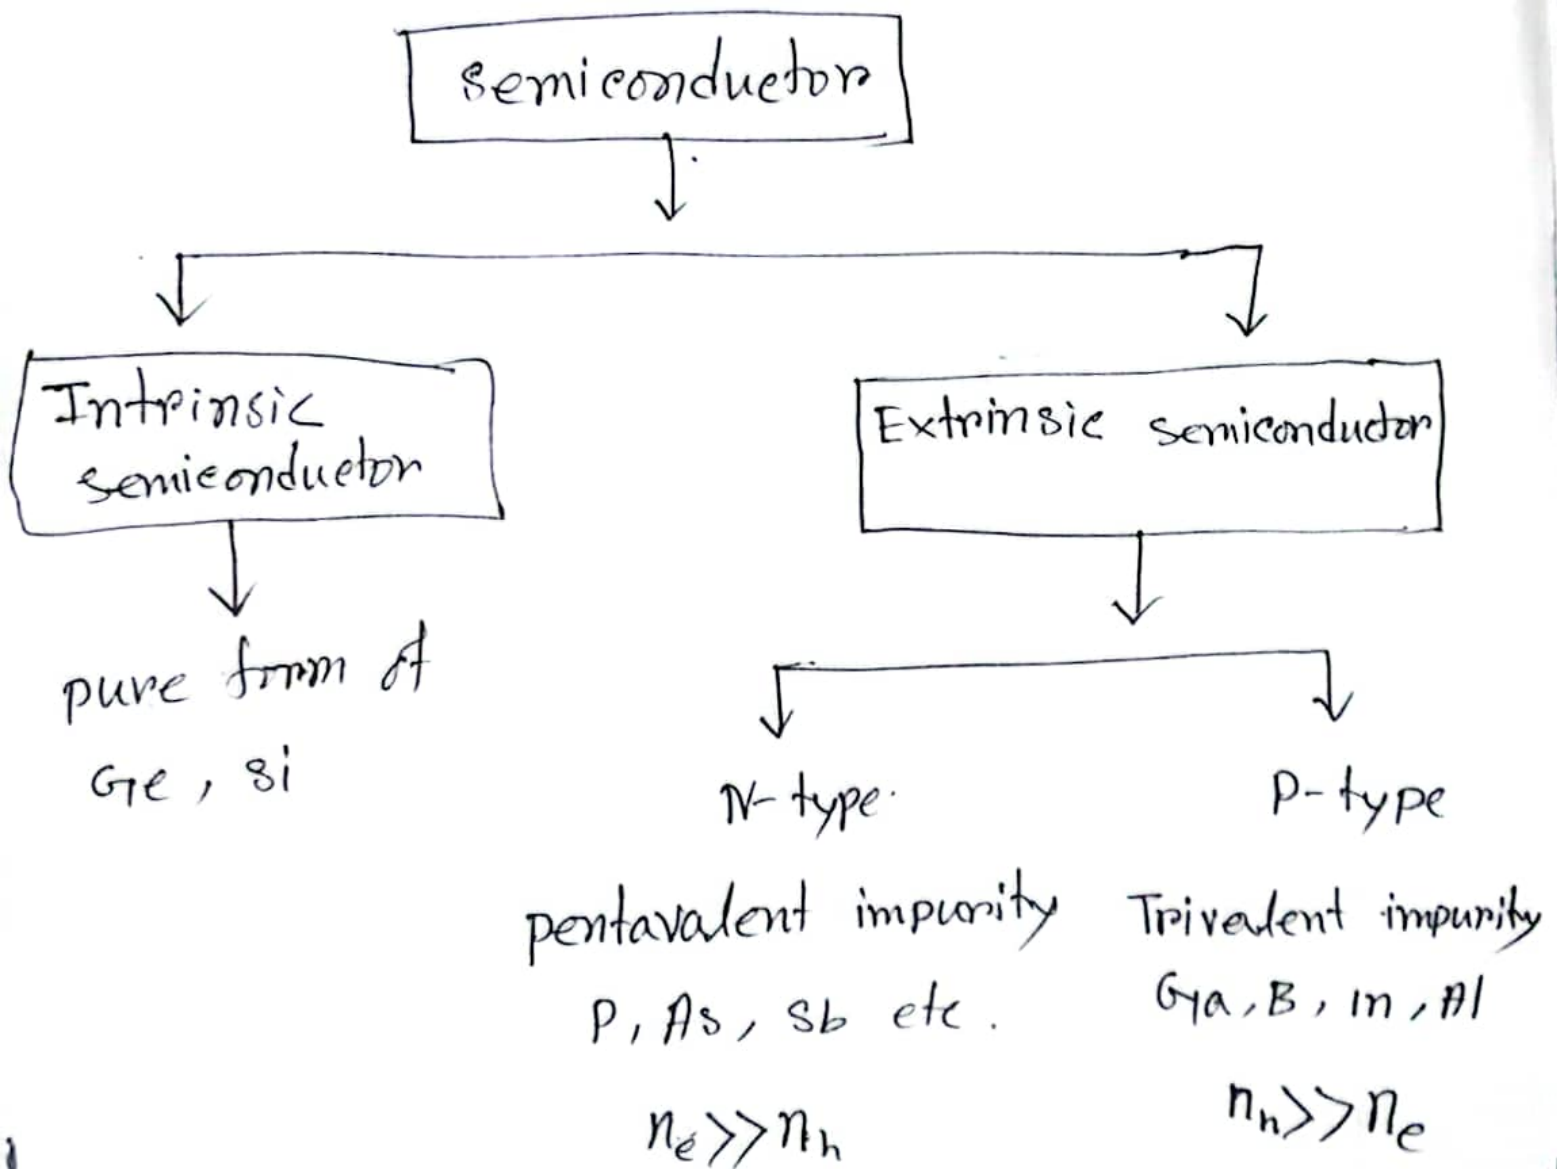 semiconductor
Intrinsic
semiconductor
Extrinsic semiconductor
pure form of
Ge, Si
N-type
P-type
pentavalent impurity
Trivalent impurity
P, As, Sb etc.
Ga, B, In, Al
ne>>nh
nh>>ne